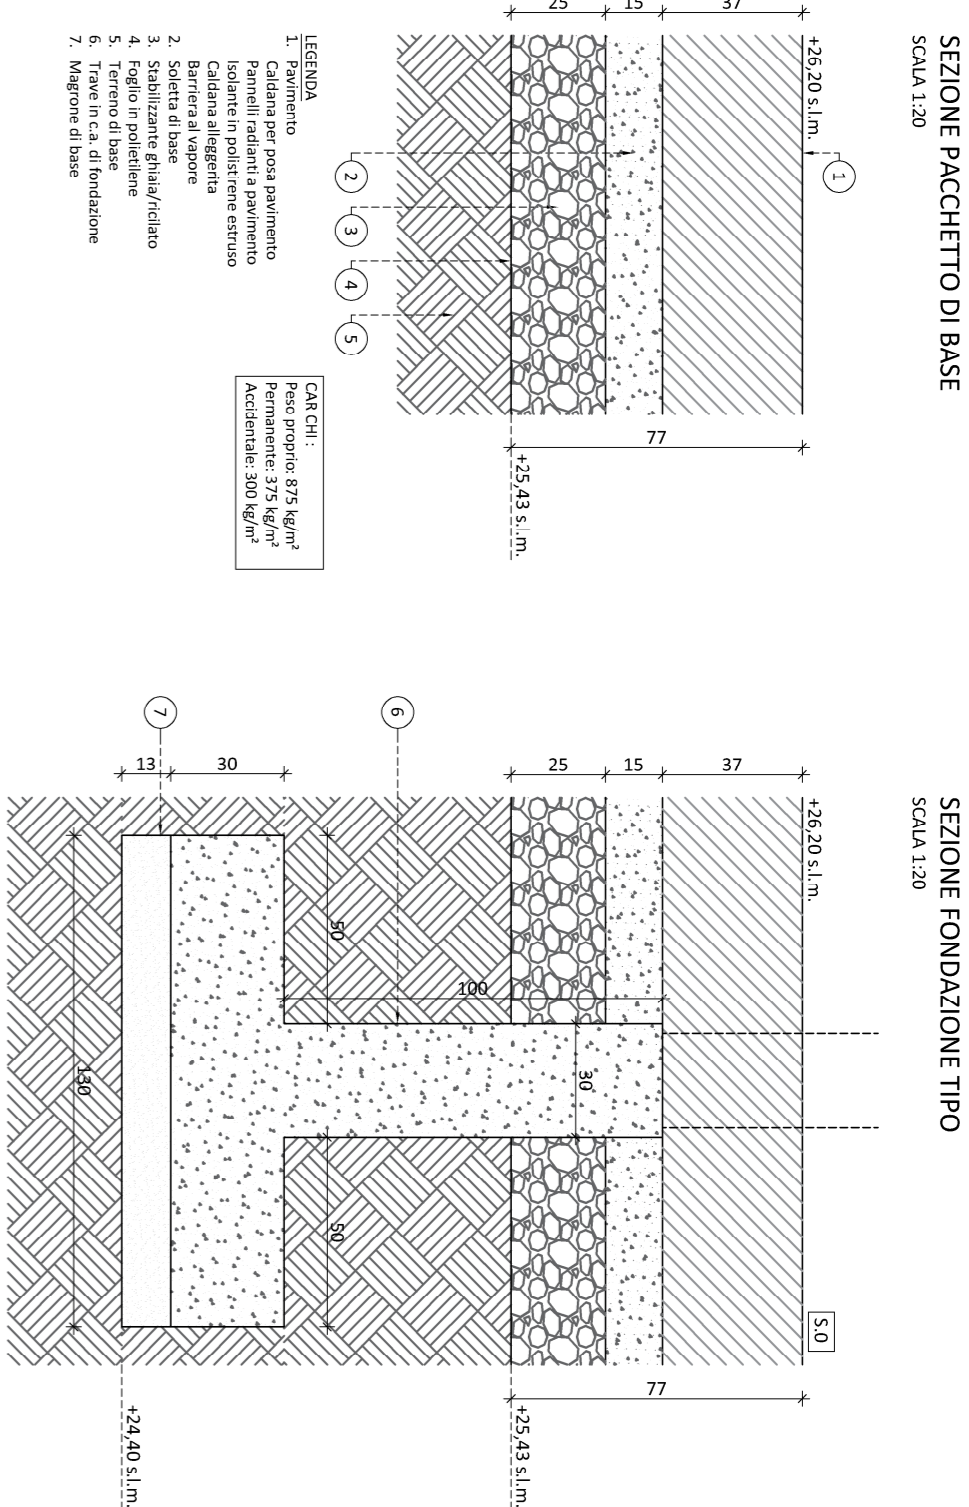 SEZIONE PACCHETTO DI BASE
SCALA 1:20
+26,20 s.l.m.
1
37
15
25
77
+25,43 s.l.m.
2
3
4
5
LEGENDA
1. Pavimento
Caldana per posa pavimento
Pannelli radianti a pavimento
Isolante in polistirene estruso
Caldana alleggerita
Barriera al vapore
2. Soletta di base
3. Stabilizzante ghiaia/ricilato
4. Foglio in polietilene
5. Terreno di base
6. Trave in c.a. di fondazione
7. Magrone di base
CARCHI :
Peso proprio: 875 kg/m²
Permanente: 375 kg/m²
Accidentale: 300 kg/m²
SEZIONE FONDAZIONE TIPO
SCALA 1:20
+26,20 s.l.m.
S.0
37
15
25
77
+25,43 s.l.m.
30
100
50
50
6
30
13
7
130
+24,40 s.l.m.